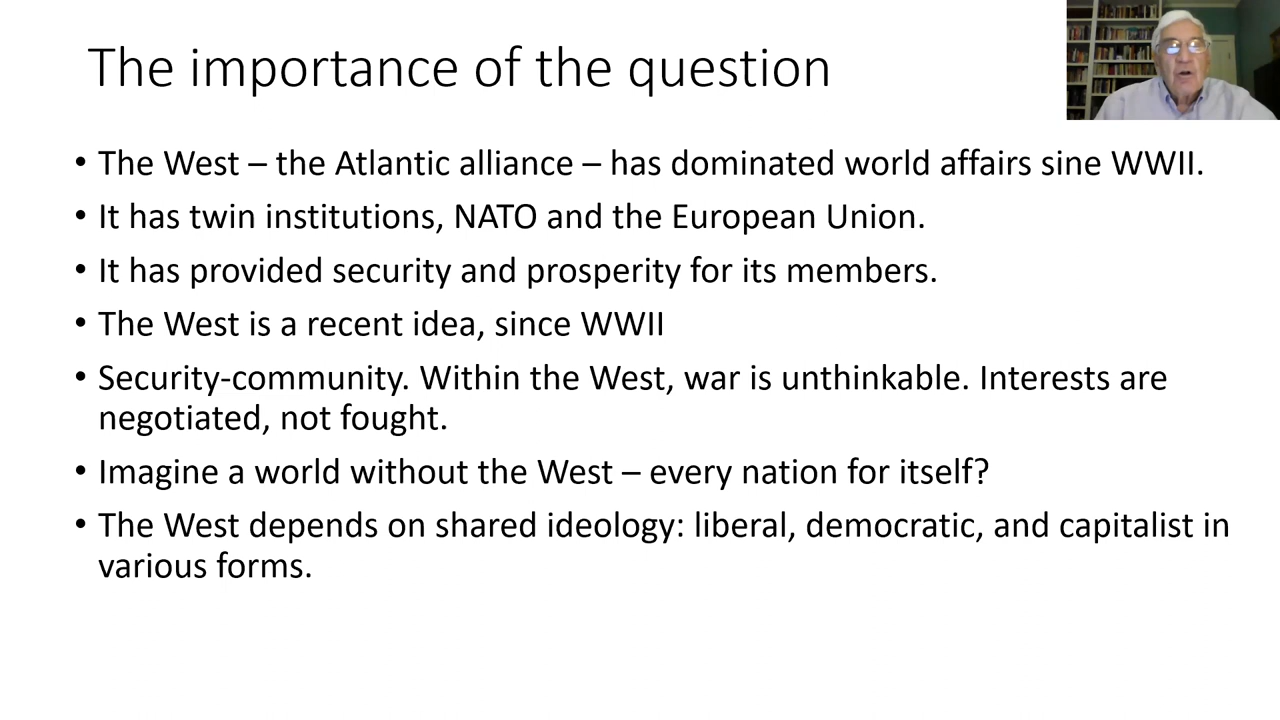 The importance of the question
• The West – the Atlantic alliance – has dominated world affairs sine WWII.
• It has twin institutions, NATO and the European Union.
• It has provided security and prosperity for its members.
• The West is a recent idea, since WWII
• Security-community. Within the West, war is unthinkable. Interests are
negotiated, not fought.
• Imagine a world without the West – every nation for itself?
• The West depends on shared ideology: liberal, democratic, and capitalist in
various forms.